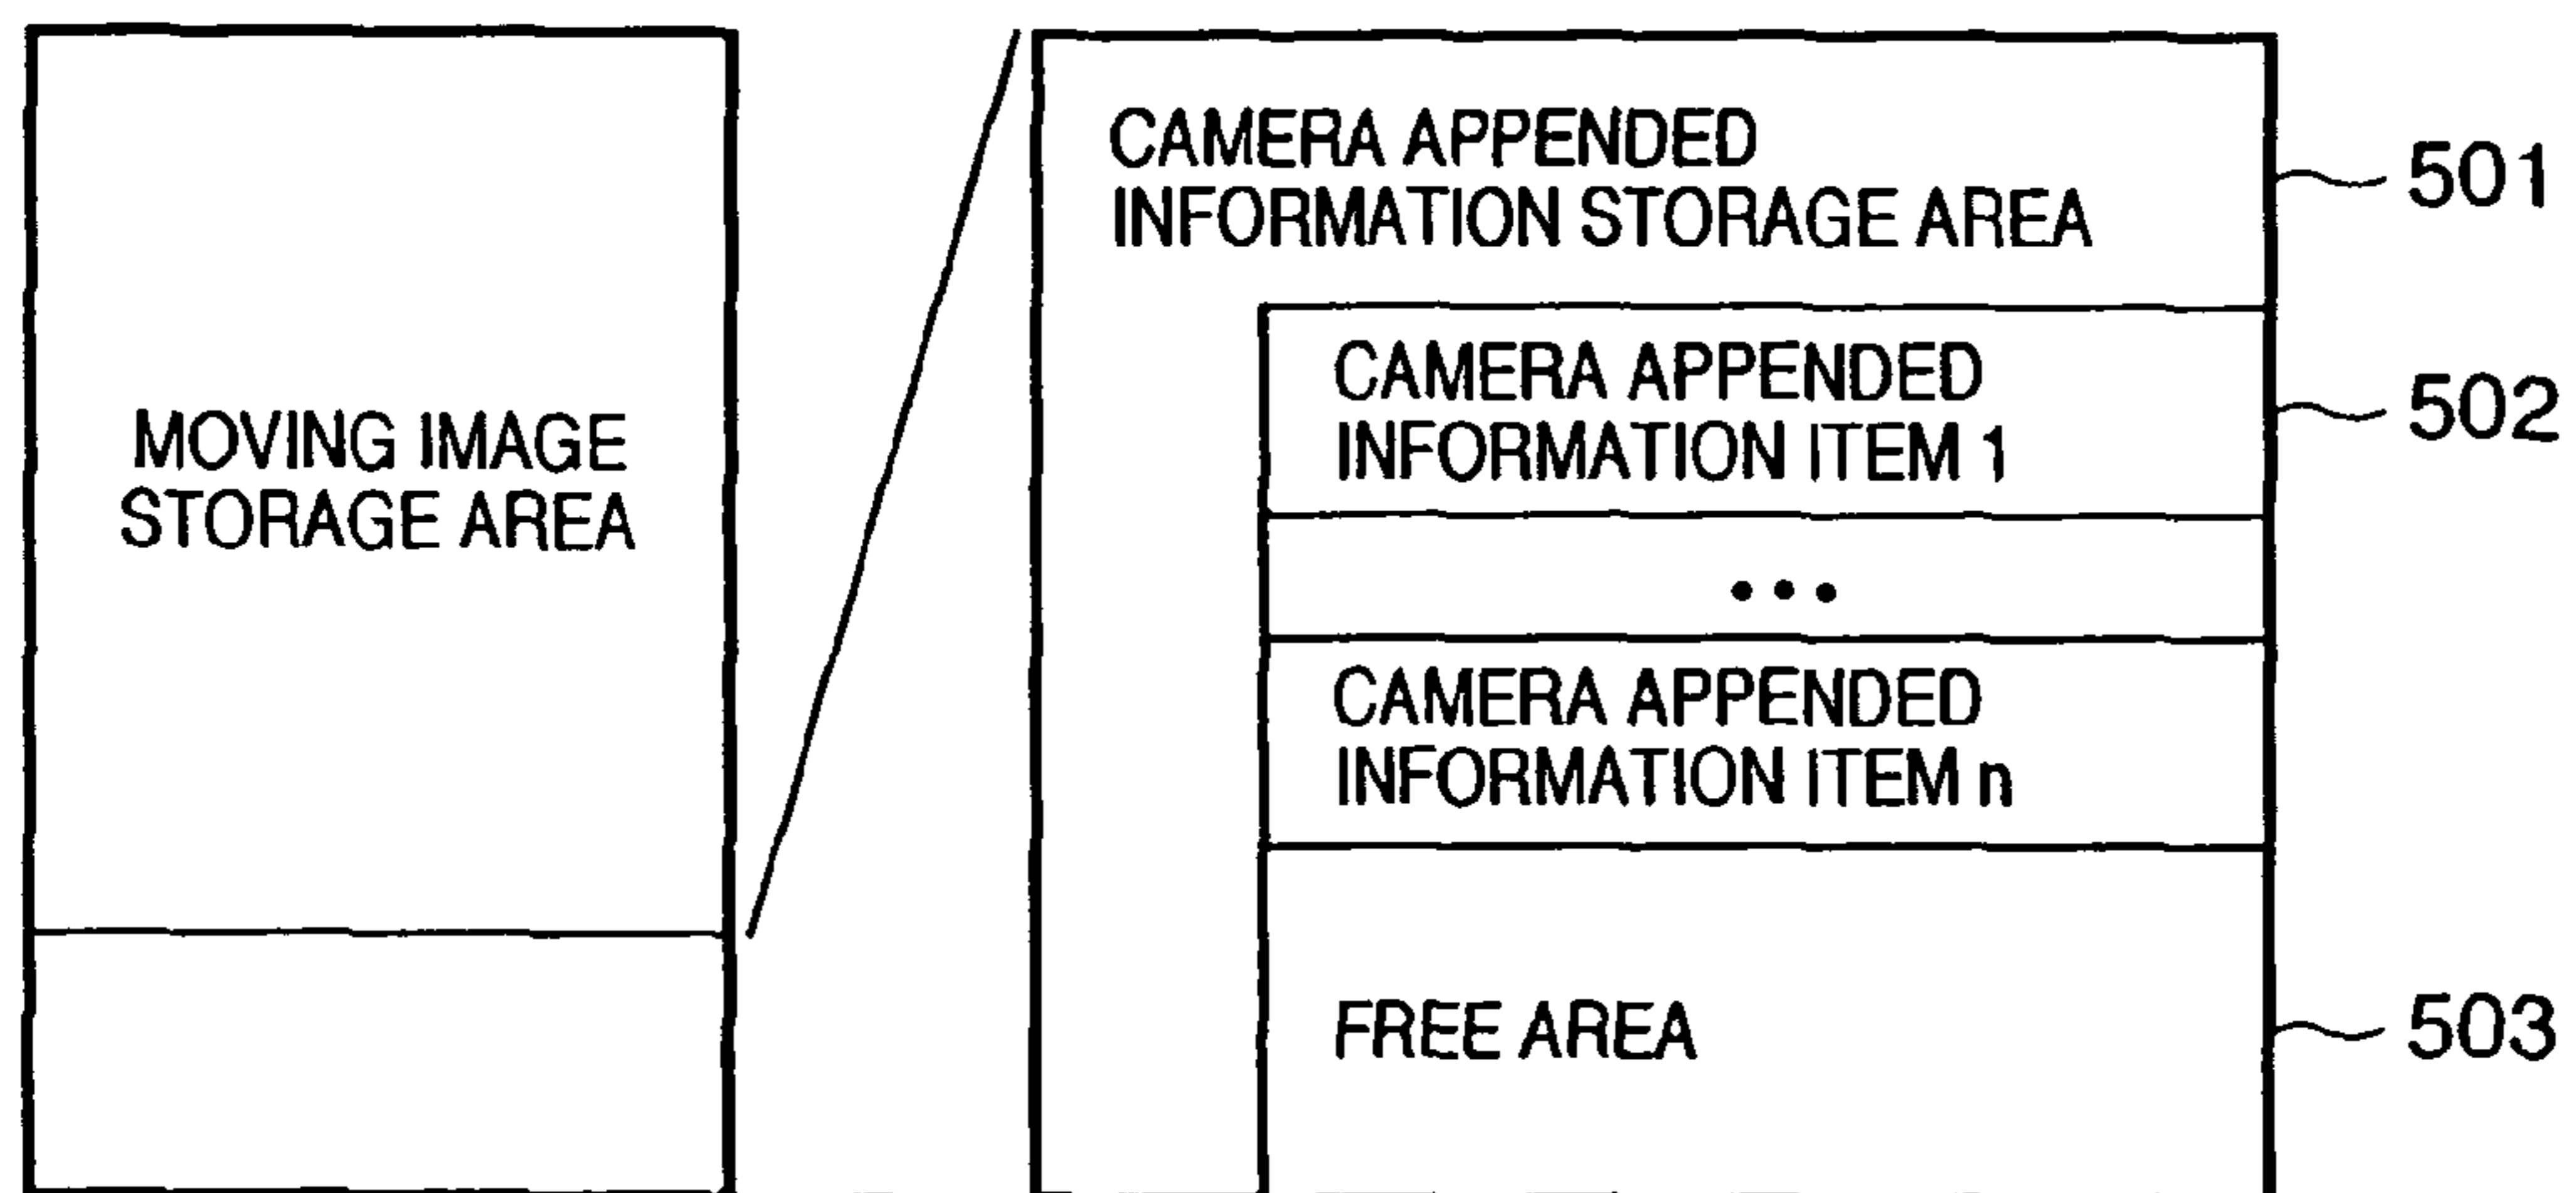 MOVING IMAGE
STORAGE AREA
CAMERA APPENDED
INFORMATION STORAGE AREA
501
CAMERA APPENDED
INFORMATION ITEM 1
502
•••
CAMERA APPENDED
INFORMATION ITEM n
FREE AREA
503